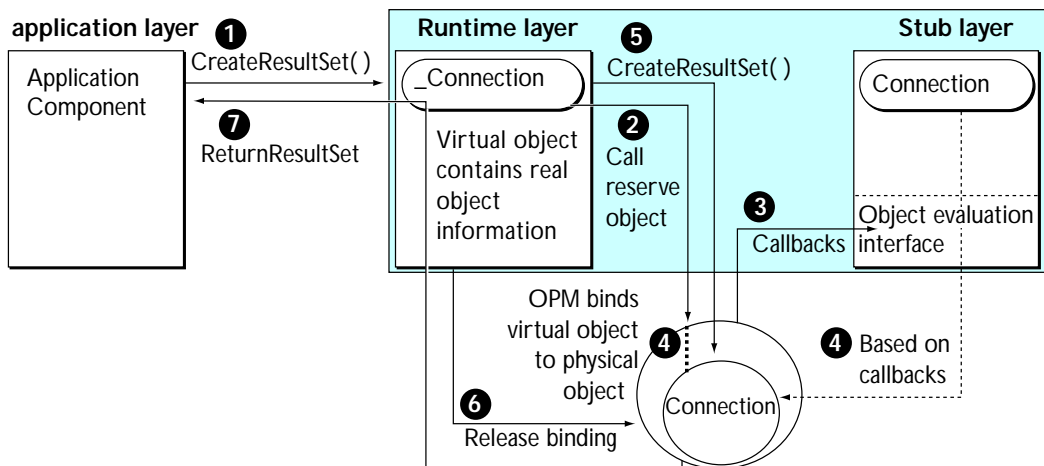 application layer
Runtime layer
Stub layer
1
CreateResultSet()
5
CreateResultSet()
Application
Component
_Connection
Connection
7
ReturnResultSet
2
Call
reserve
object
Virtual object
contains real
object
information
3
Callbacks
Object evaluation
interface
OPM binds
virtual object
to physical
object
4
4
Based on
callbacks
Connection
6
Release binding